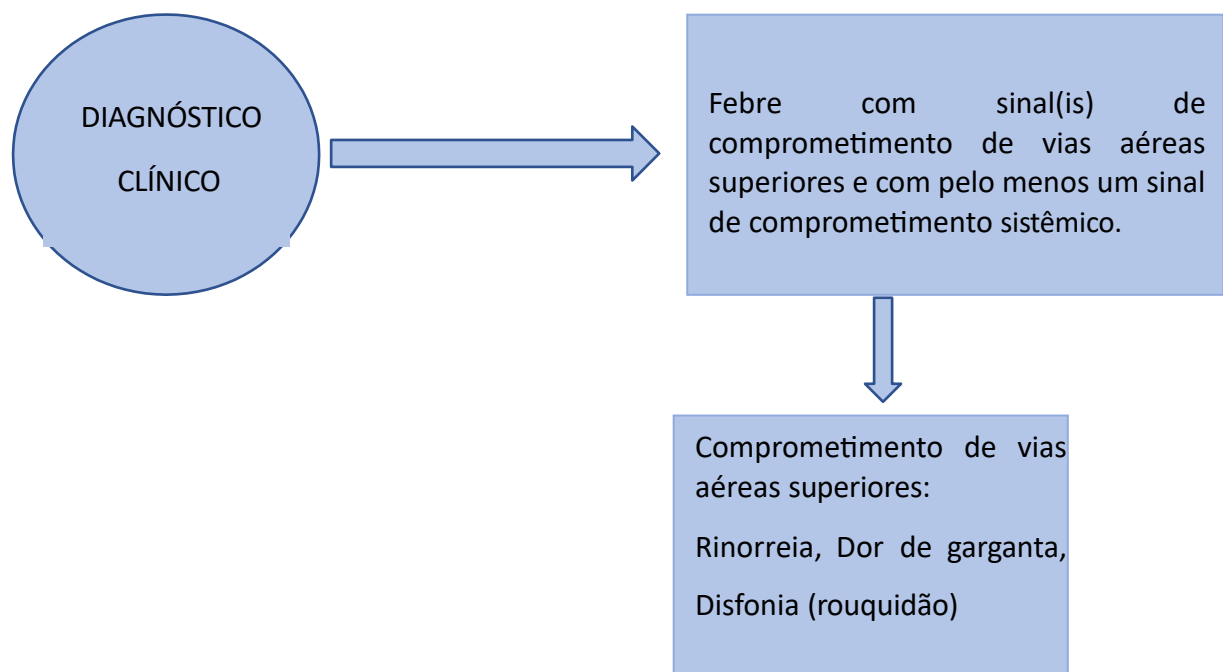 DIAGNÓSTICO
CLÍNICO
Febre com sinal(is) de
comprometimento de vias aéreas
superiores e com pelo menos um sinal
de comprometimento sistêmico.
Comprometimento de vias
aéreas superiores:
Rinorreia, Dor de garganta,
Disfonia (rouquidão)